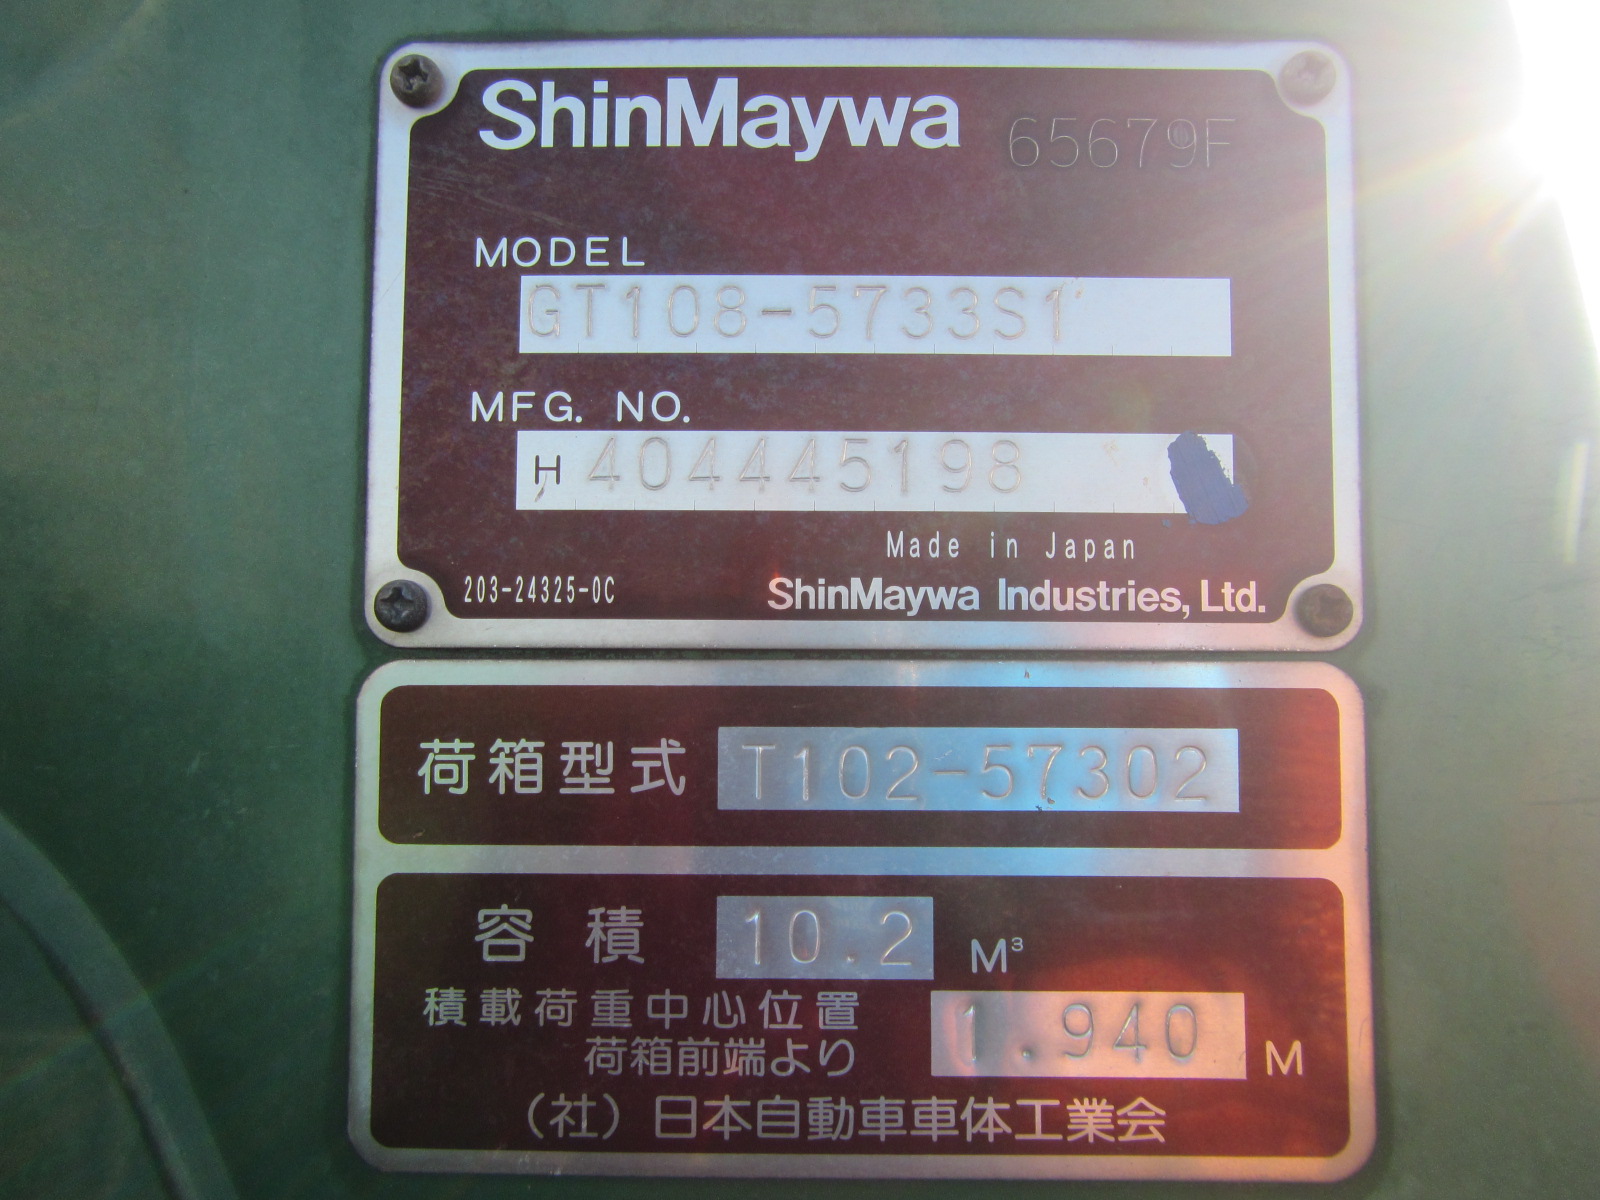 ShinMaywa 65679F
MODEL
GT108-5733S1
MFG. NO.
H 404445198
Made in Japan
203-24325-0C ShinMaywa Industries, Ltd.
荷箱型式 T102-57302
容積 10.2 M³
積載荷重中心位置
荷箱前端より 1.940 M
（社）日本自動車車体工業会